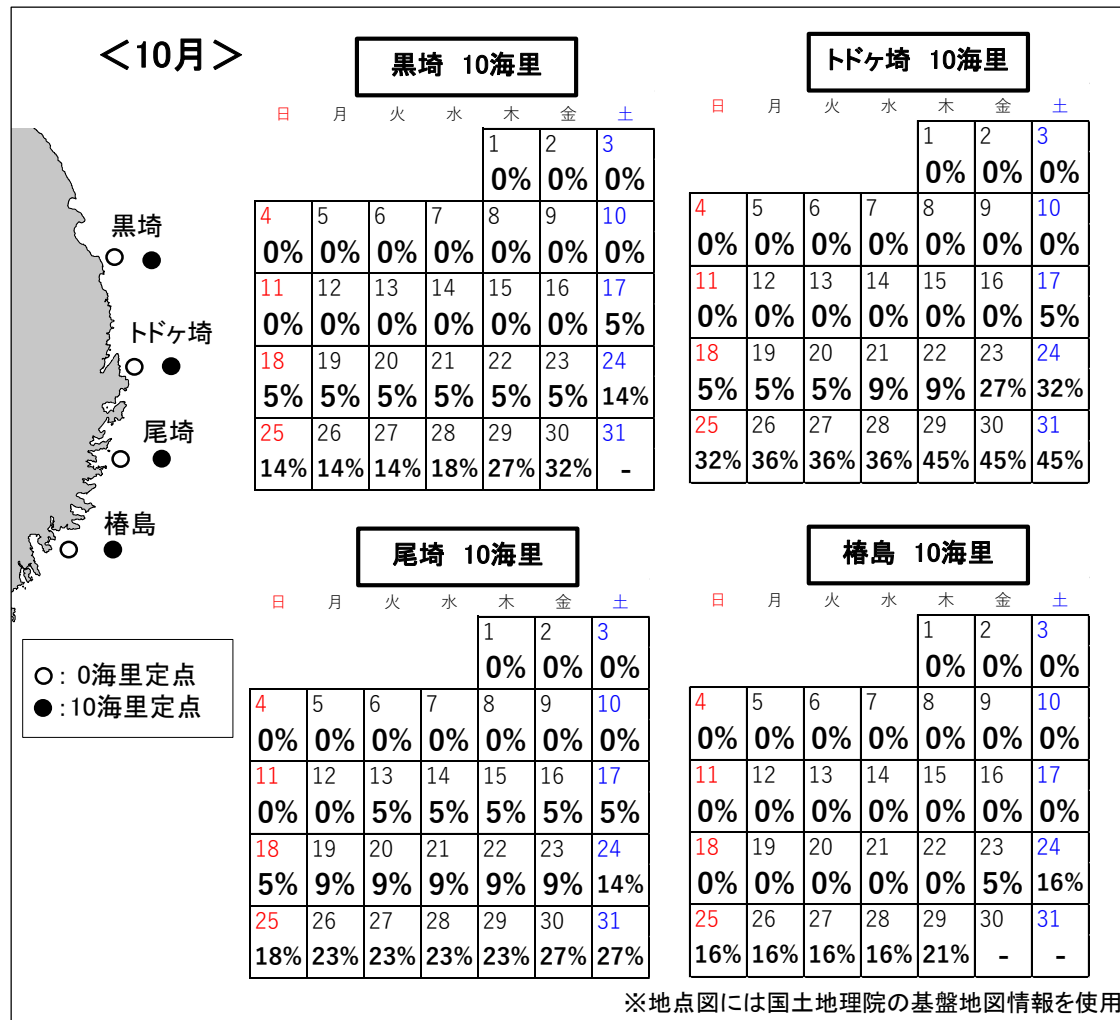 ＜10月＞
黒埼
トドヶ埼
尾埼
椿島
○：0海里定点
●：10海里定点
黒埼 10海里
日 月 火 水 木 金 土
1 2 3
0% 0% 0%
4 5 6 7 8 9 10
0% 0% 0% 0% 0% 0% 0%
11 12 13 14 15 16 17
0% 0% 0% 0% 0% 0% 5%
18 19 20 21 22 23 24
5% 5% 5% 5% 5% 5% 14%
25 26 27 28 29 30 31
14% 14% 14% 18% 27% 32% -
トドヶ埼 10海里
日 月 火 水 木 金 土
1 2 3
0% 0% 0%
4 5 6 7 8 9 10
0% 0% 0% 0% 0% 0% 0%
11 12 13 14 15 16 17
0% 0% 0% 0% 0% 0% 5%
18 19 20 21 22 23 24
5% 5% 5% 9% 9% 27% 32%
25 26 27 28 29 30 31
32% 36% 36% 36% 45% 45% 45%
尾埼 10海里
日 月 火 水 木 金 土
1 2 3
0% 0% 0%
4 5 6 7 8 9 10
0% 0% 0% 0% 0% 0% 0%
11 12 13 14 15 16 17
0% 0% 5% 5% 5% 5% 5%
18 19 20 21 22 23 24
5% 9% 9% 9% 9% 9% 14%
25 26 27 28 29 30 31
18% 23% 23% 23% 23% 27% 27%
椿島 10海里
日 月 火 水 木 金 土
1 2 3
0% 0% 0%
4 5 6 7 8 9 10
0% 0% 0% 0% 0% 0% 0%
11 12 13 14 15 16 17
0% 0% 0% 0% 0% 0% 0%
18 19 20 21 22 23 24
0% 0% 0% 0% 0% 5% 16%
25 26 27 28 29 30 31
16% 16% 16% 16% 21% - -
※地点図には国土地理院の基盤地図情報を使用